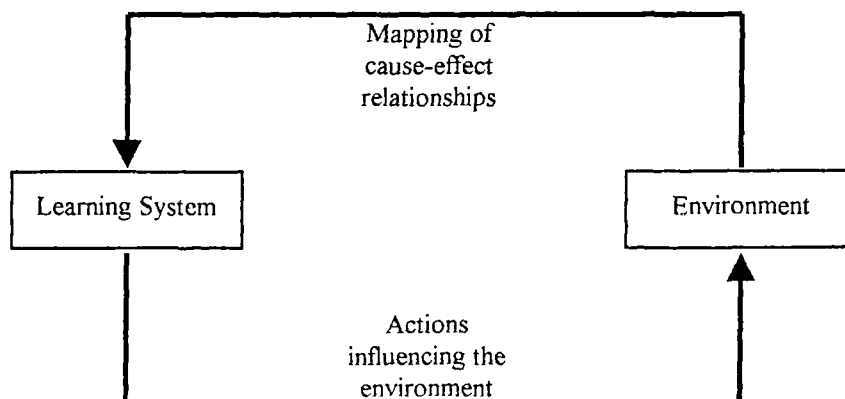 Mapping of
cause-effect
relationships
Learning System
Environment
Actions
influencing the
environment